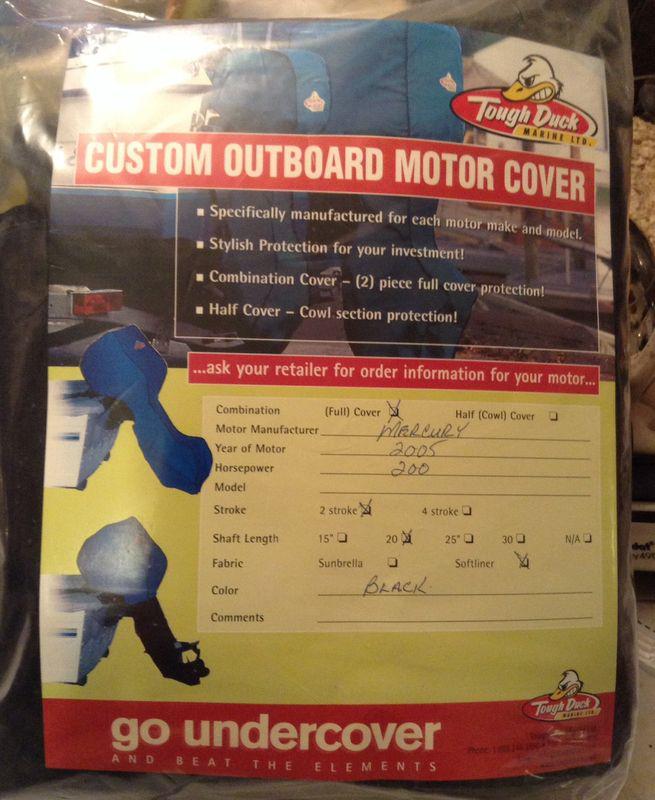 Tough Duck
MARINE LTD.
CUSTOM OUTBOARD MOTOR COVER
▪ Specifically manufactured for each motor make and model.
▪ Stylish Protection for your investment!
▪ Combination Cover – (2) piece full cover protection!
▪ Half Cover – Cowl section protection!
...ask your retailer for order information for your motor...
Combination (Full) Cover ☒ Half (Cowl) Cover ☐
Motor Manufacturer MERCURY
Year of Motor 2005
Horsepower 200
Model
Stroke 2 stroke ☒ 4 stroke ☐
Shaft Length 15" ☐ 20 ☒ 25" ☐ 30 ☐ N/A ☐
Fabric Sunbrella ☐ Softliner ☒
Color BLACK
Comments
Tough Duck
MARINE LTD.
go undercover
AND BEAT THE ELEMENTS
Phone: